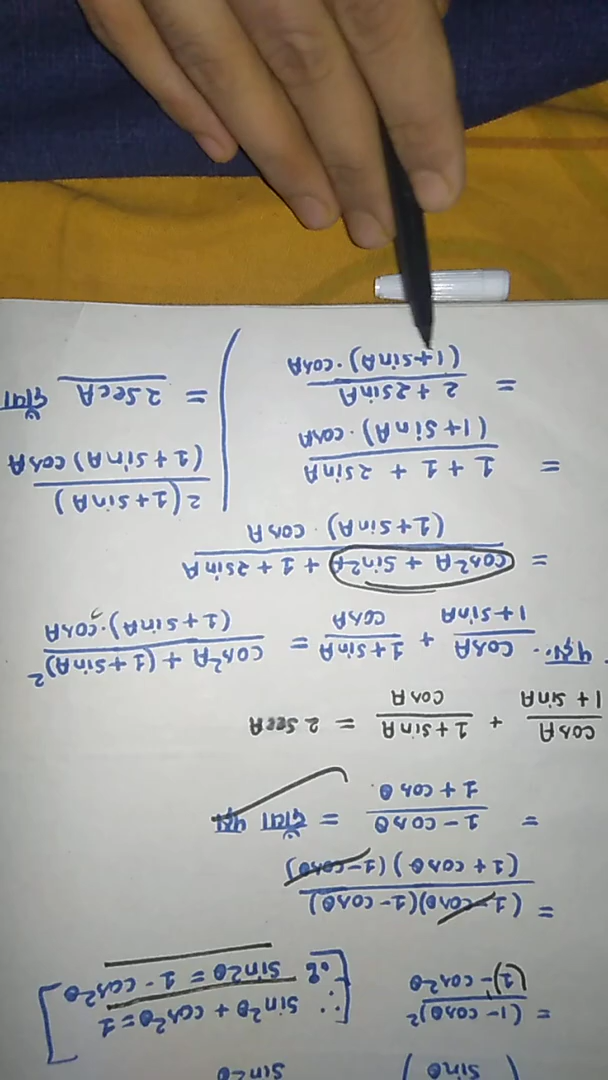 ( sinθ ) sin²θ
= (1 - cosθ)² / (1) - cos²θ [∵ sin²θ + cos²θ = 1
∴ sin²θ = 1 - cos²θ]
= (1 - cosθ)(1 - cosθ) / (1 + cosθ)(1 - cosθ)
= 1 - cosθ / 1 + cosθ =
cosA / 1 + sinA + 1 + sinA / cosA = 2 secA
cosA / 1 + sinA + 1 + sinA / cosA = cos²A + (1 + sinA)² / (1 + sinA) · cosA
= cos²A + sin²A + 1 + 2sinA / (1 + sinA) · cosA
= 1 + 1 + 2sinA / (1 + sinA) · cosA
= 2 + 2sinA / (1 + sinA) · cosA
2(1 + sinA) / (1 + sinA) cosA
= 2 secA